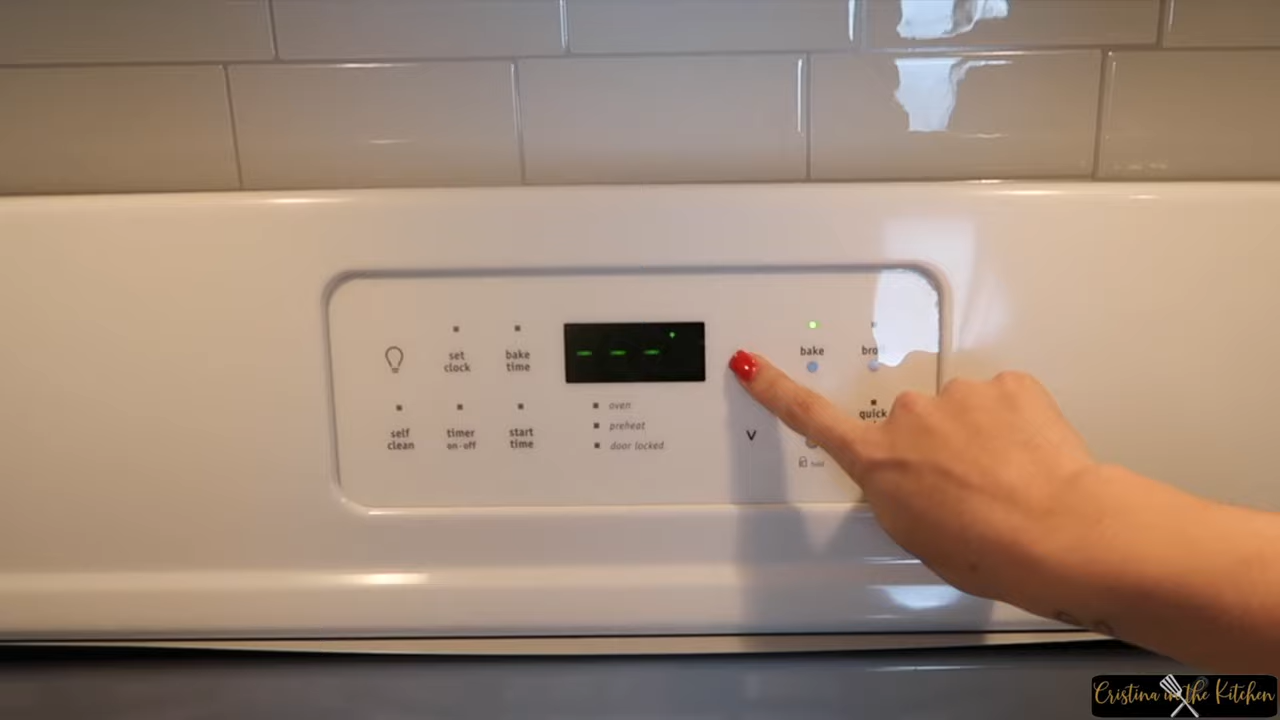 set
clock
bake
time
- - - °
bake
self
clean
timer
on-off
start
time
oven
preheat
door locked
v
quick
Cristina in the Kitchen